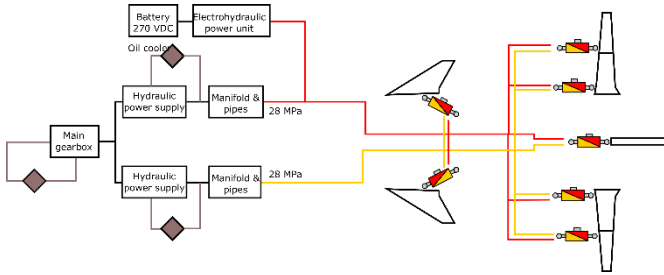 Battery
270 VDC
Electrohydraulic
power unit
Oil cooler
Hydraulic
power supply
Manifold &
pipes
28 MPa
Main
gearbox
Hydraulic
power supply
Manifold &
pipes
28 MPa